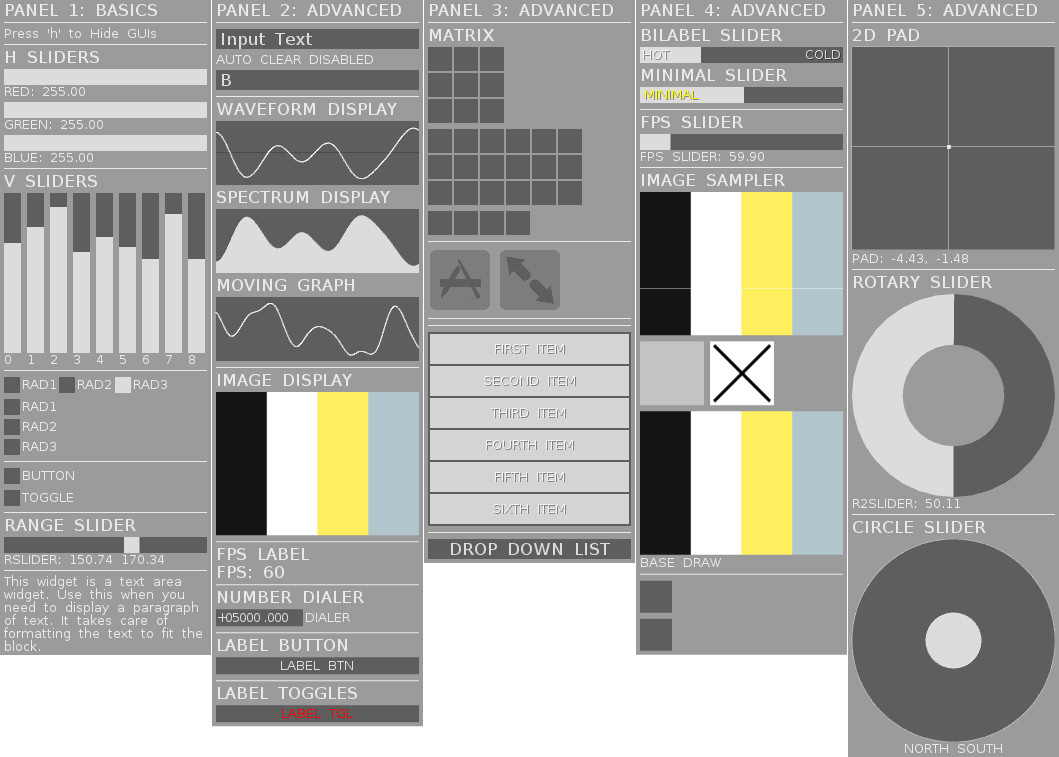 PANEL 1: BASICS
Press 'h' to Hide GUIs
H SLIDERS
RED: 255.00
GREEN: 255.00
BLUE: 255.00
V SLIDERS
0 1 2 3 4 5 6 7 8
RAD1 RAD2 RAD3
RAD1
RAD2
RAD3
BUTTON
TOGGLE
RANGE SLIDER
RSLIDER: 150.74 170.34
This widget is a text area
widget. Use this when you
need to display a paragraph
of text. It takes care of
formatting the text to fit the
block.
PANEL 2: ADVANCED
Input Text
AUTO CLEAR DISABLED
B
WAVEFORM DISPLAY
SPECTRUM DISPLAY
MOVING GRAPH
IMAGE DISPLAY
FPS LABEL
FPS: 60
NUMBER DIALER
+05000.000 DIALER
LABEL BUTTON
LABEL BTN
LABEL TOGGLES
LABEL TGL
PANEL 3: ADVANCED
MATRIX
FIRST ITEM
SECOND ITEM
THIRD ITEM
FOURTH ITEM
FIFTH ITEM
SIXTH ITEM
DROP DOWN LIST
PANEL 4: ADVANCED
BILABEL SLIDER
HOT COLD
MINIMAL SLIDER
MINIMAL
FPS SLIDER
FPS SLIDER: 59.90
IMAGE SAMPLER
BASE DRAW
PANEL 5: ADVANCED
2D PAD
PAD: -4.43, -1.48
ROTARY SLIDER
R2SLIDER: 50.11
CIRCLE SLIDER
NORTH SOUTH